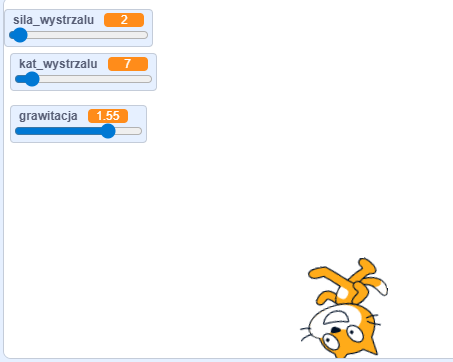 sila_wystrzalu 2
kat_wystrzalu 7
grawitacja 1.55